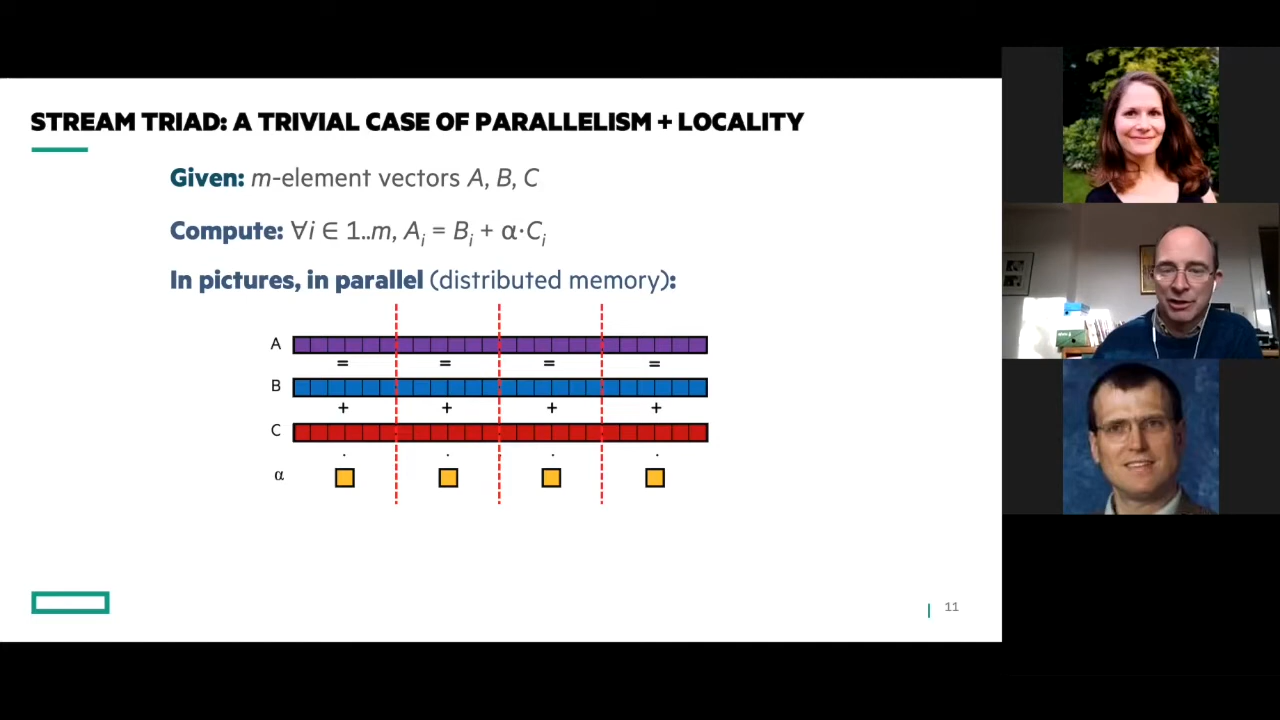 STREAM TRIAD: A TRIVIAL CASE OF PARALLELISM + LOCALITY
Given: m-element vectors A, B, C
Compute: ∀i ∈ 1..m, Aᵢ = Bᵢ + α·Cᵢ
In pictures, in parallel (distributed memory):
A
= = = =
B
+ + + +
C
· · · ·
α
11